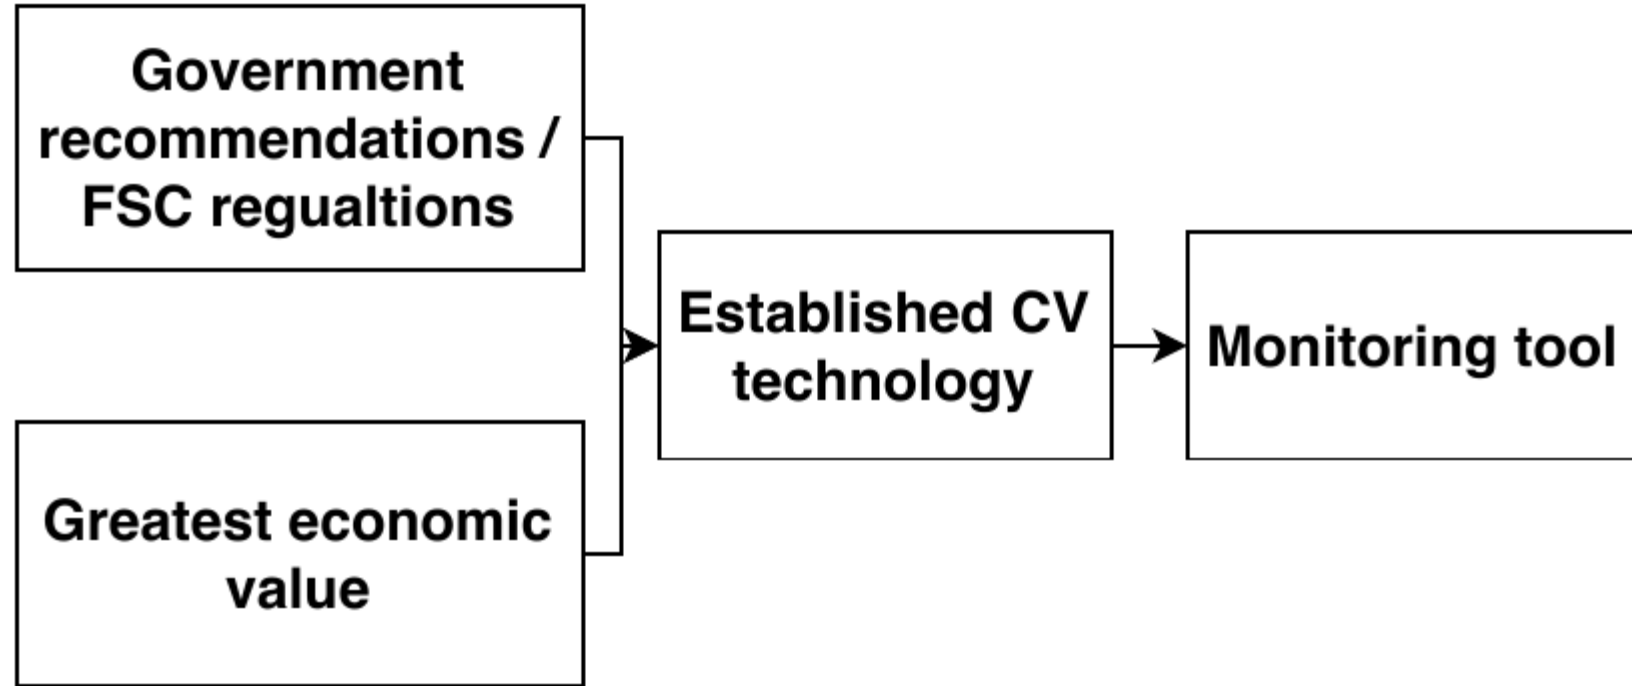 Government
recommendations /
FSC regualtions
Greatest economic
value
Established CV
technology
Monitoring tool